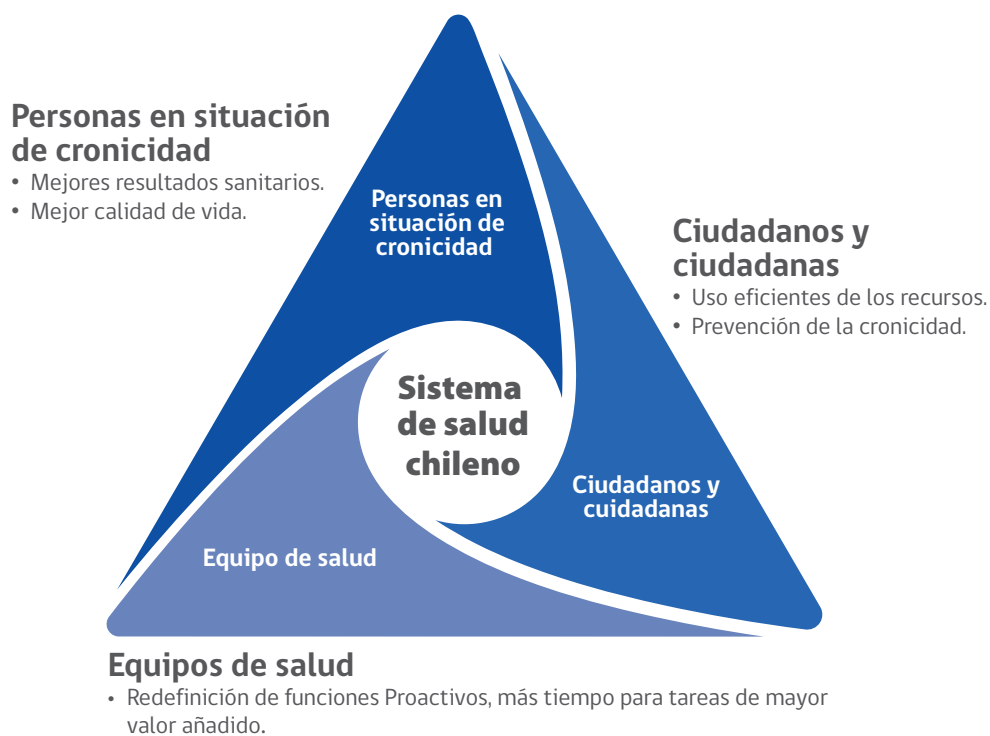 Personas en situación
de cronicidad
• Mejores resultados sanitarios.
• Mejor calidad de vida.
Personas en
situación de
cronicidad
Ciudadanos y
ciudadanas
• Uso eficientes de los recursos.
• Prevención de la cronicidad.
Sistema
de salud
chileno
Ciudadanos y
cuidadanas
Equipo de salud
Equipos de salud
• Redefinición de funciones Proactivos, más tiempo para tareas de mayor
valor añadido.